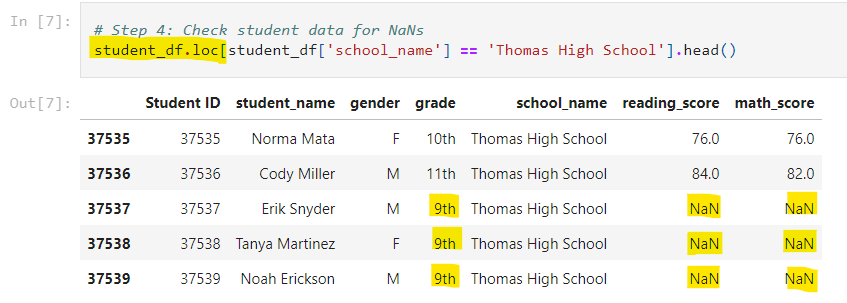 In [7]:
# Step 4: Check student data for NaNs
student_df.loc[student_df['school_name'] == 'Thomas High School'].head()
Out[7]:
Student ID student_name gender grade school_name reading_score math_score
37535 37535 Norma Mata F 10th Thomas High School 76.0 76.0
37536 37536 Cody Miller M 11th Thomas High School 84.0 82.0
37537 37537 Erik Snyder M 9th Thomas High School NaN NaN
37538 37538 Tanya Martinez F 9th Thomas High School NaN NaN
37539 37539 Noah Erickson M 9th Thomas High School NaN NaN